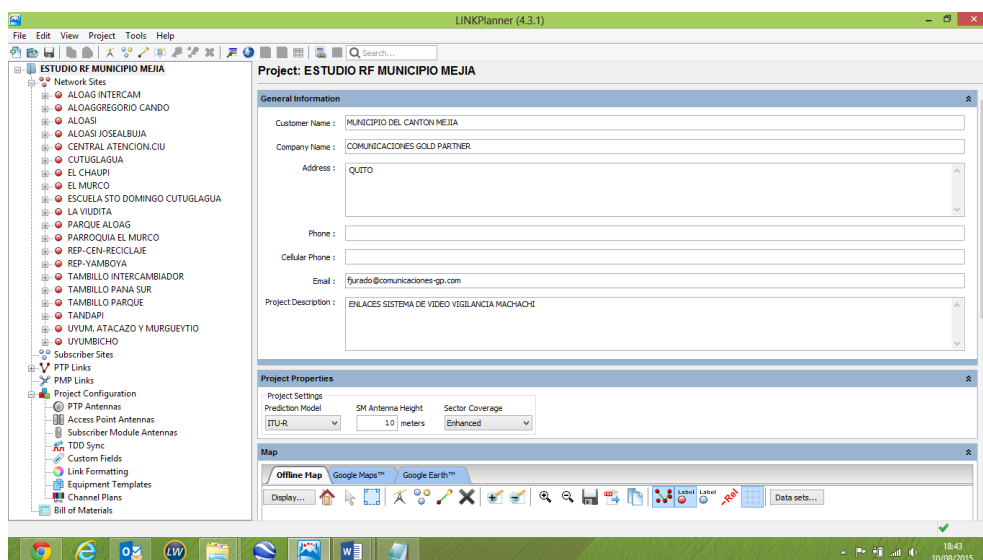 LINKPlanner (4.3.1)
File Edit View Project Tools Help
Search...
ESTUDIO RF MUNICIPIO MEJIA
Network Sites
ALOAG INTERCAM
ALOAGGREGORIO CANDO
ALOASI
ALOASI JOSEALBUJA
CENTRAL ATENCION.CIU
CUTUGLAGUA
EL CHAUPI
EL MURCO
ESCUELA STO DOMINGO CUTUGLAGUA
LA VIUDITA
PARQUE ALOAG
PARROQUIA EL MURCO
REP-CEN-RECICLAJE
REP-YAMBOYA
TAMBILLO INTERCAMBIADOR
TAMBILLO PANA SUR
TAMBILLO PARQUE
TANDAPI
UYUM. ATACAZO Y MURGUEYTIO
UYUMBICHO
Subscriber Sites
PTP Links
PMP Links
Project Configuration
PTP Antennas
Access Point Antennas
Subscriber Module Antennas
TDD Sync
Custom Fields
Link Formatting
Equipment Templates
Channel Plans
Bill of Materials
Project: ESTUDIO RF MUNICIPIO MEJIA
General Information
Customer Name : MUNICIPIO DEL CANTON MEJIA
Company Name : COMUNICACIONES GOLD PARTNER
Address : QUITO
Phone :
Cellular Phone :
Email : fjurado@comunicaciones-gp.com
Project Description : ENLACES SISTEMA DE VIDEO VIGILANCIA MACHACHI
Project Properties
Project Settings
Prediction Model SM Antenna Height Sector Coverage
ITU-R 10 meters Enhanced
Map
Offline Map Google Maps™ Google Earth™
Display... Label Label Rel Data sets...
18:43
10/08/2015